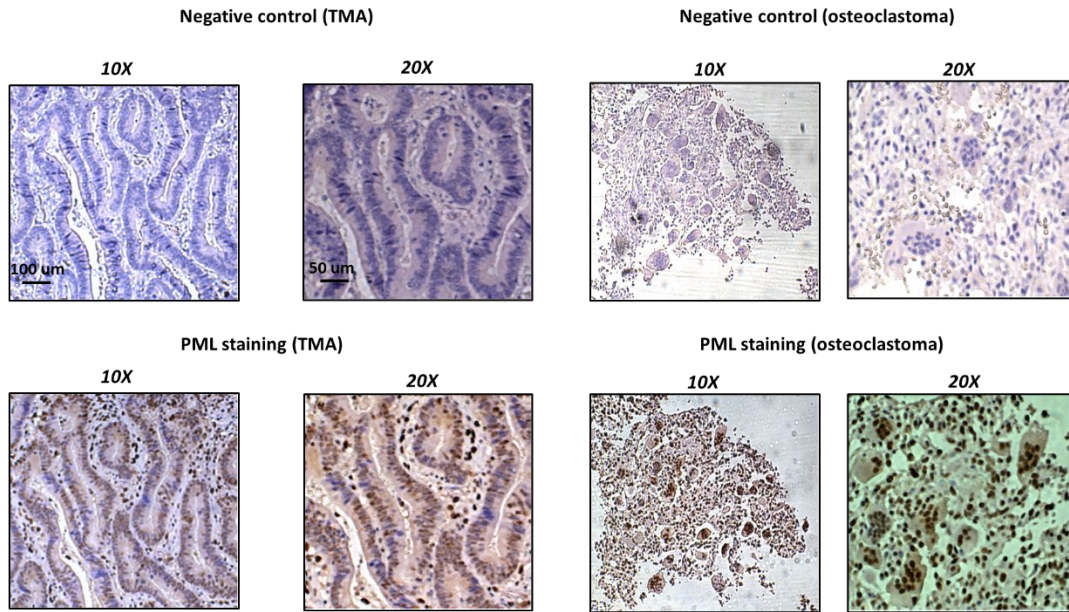 Negative control (TMA)
Negative control (osteoclastoma)
10X
20X
10X
20X
100 um
50 um
PML staining (TMA)
PML staining (osteoclastoma)
10X
20X
10X
20X